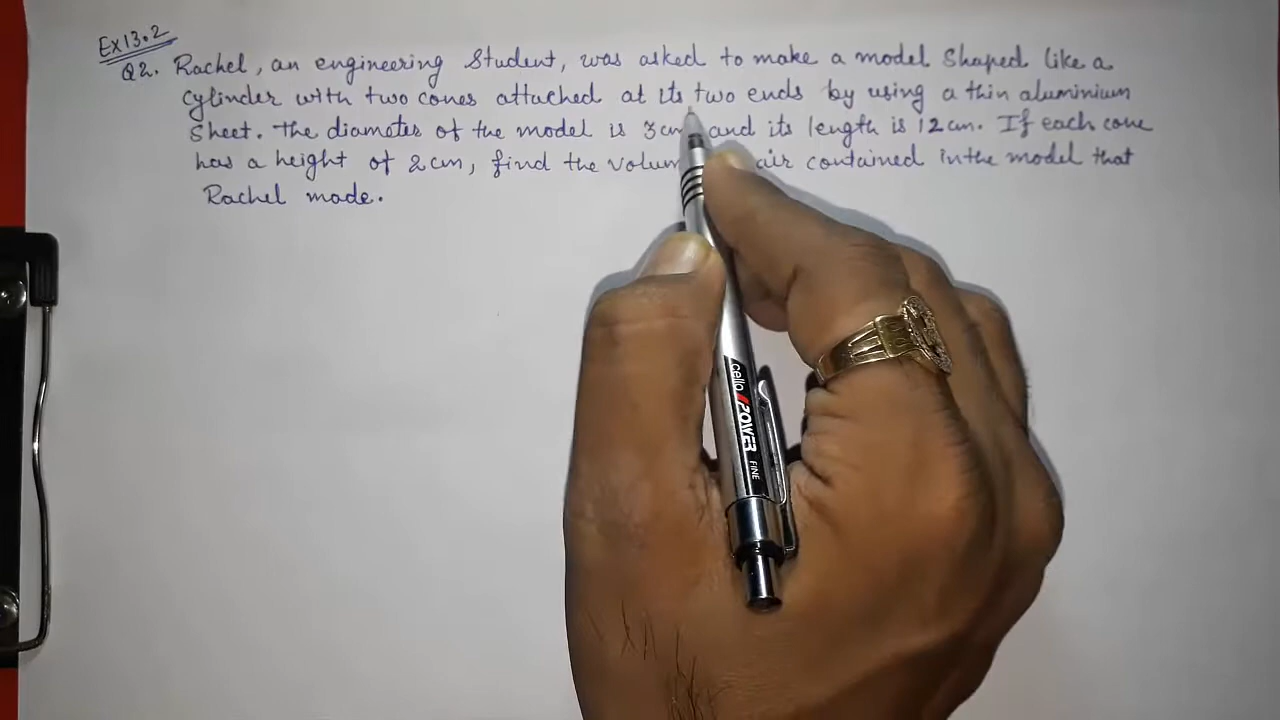 Ex13.2
Q2. Rachel, an engineering Student, was asked to make a model Shaped like a
cylinder with two cones attached at its two ends by using a thin aluminium
Sheet. The diameter of the model is 3cm and its length is 12cm. If each cone
has a height of 2cm, find the volum air contained in the model that
Rachel made.
cello POWER FINE